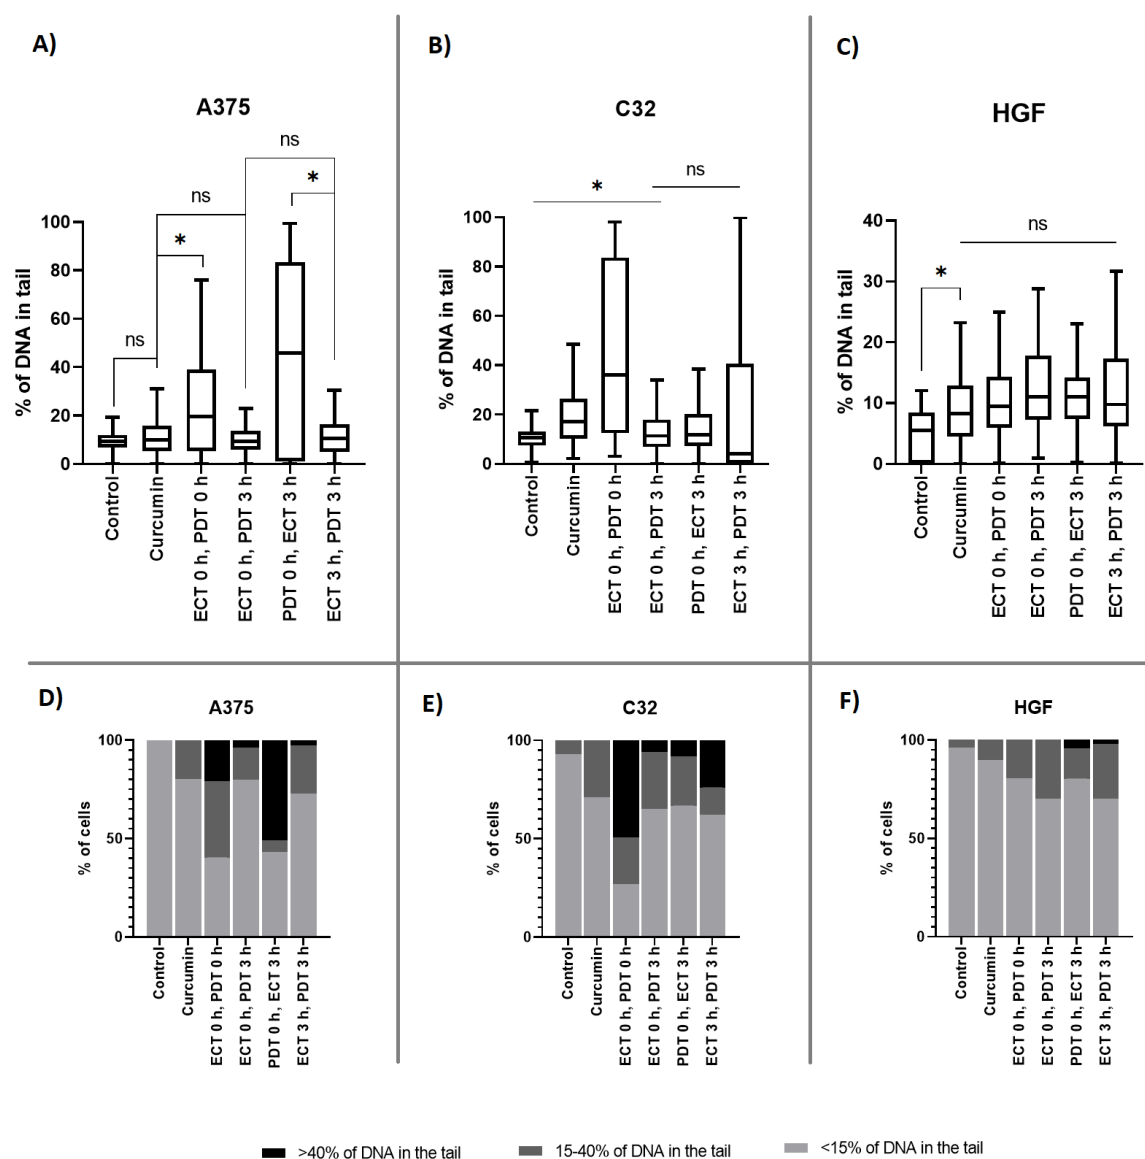 A)
A375
ns
*
ns
*
ns
% of DNA in tail
100
80
60
40
20
0
Control
Curcumin
ECT 0 h, PDT 0 h
ECT 0 h, PDT 3 h
PDT 0 h, ECT 3 h
ECT 3 h, PDT 3 h
B)
C32
ns
*
% of DNA in tail
100
80
60
40
20
0
Control
Curcumin
ECT 0 h, PDT 0 h
ECT 0 h, PDT 3 h
PDT 0 h, ECT 3 h
ECT 3 h, PDT 3 h
C)
HGF
ns
*
% of DNA in tail
40
30
20
10
0
Control
Curcumin
ECT 0 h, PDT 0 h
ECT 0 h, PDT 3 h
PDT 0 h, ECT 3 h
ECT 3 h, PDT 3 h
D)
A375
% of cells
100
50
0
Control
Curcumin
ECT 0 h, PDT 0 h
ECT 0 h, PDT 3 h
PDT 0 h, ECT 3 h
ECT 3 h, PDT 3 h
E)
C32
% of cells
100
50
0
Control
Curcumin
ECT 0 h, PDT 0 h
ECT 0 h, PDT 3 h
PDT 0 h, ECT 3 h
ECT 3 h, PDT 3 h
F)
HGF
% of cells
100
50
0
Control
Curcumin
ECT 0 h, PDT 0 h
ECT 0 h, PDT 3 h
PDT 0 h, ECT 3 h
ECT 3 h, PDT 3 h
>40% of DNA in the tail
15-40% of DNA in the tail
<15% of DNA in the tail